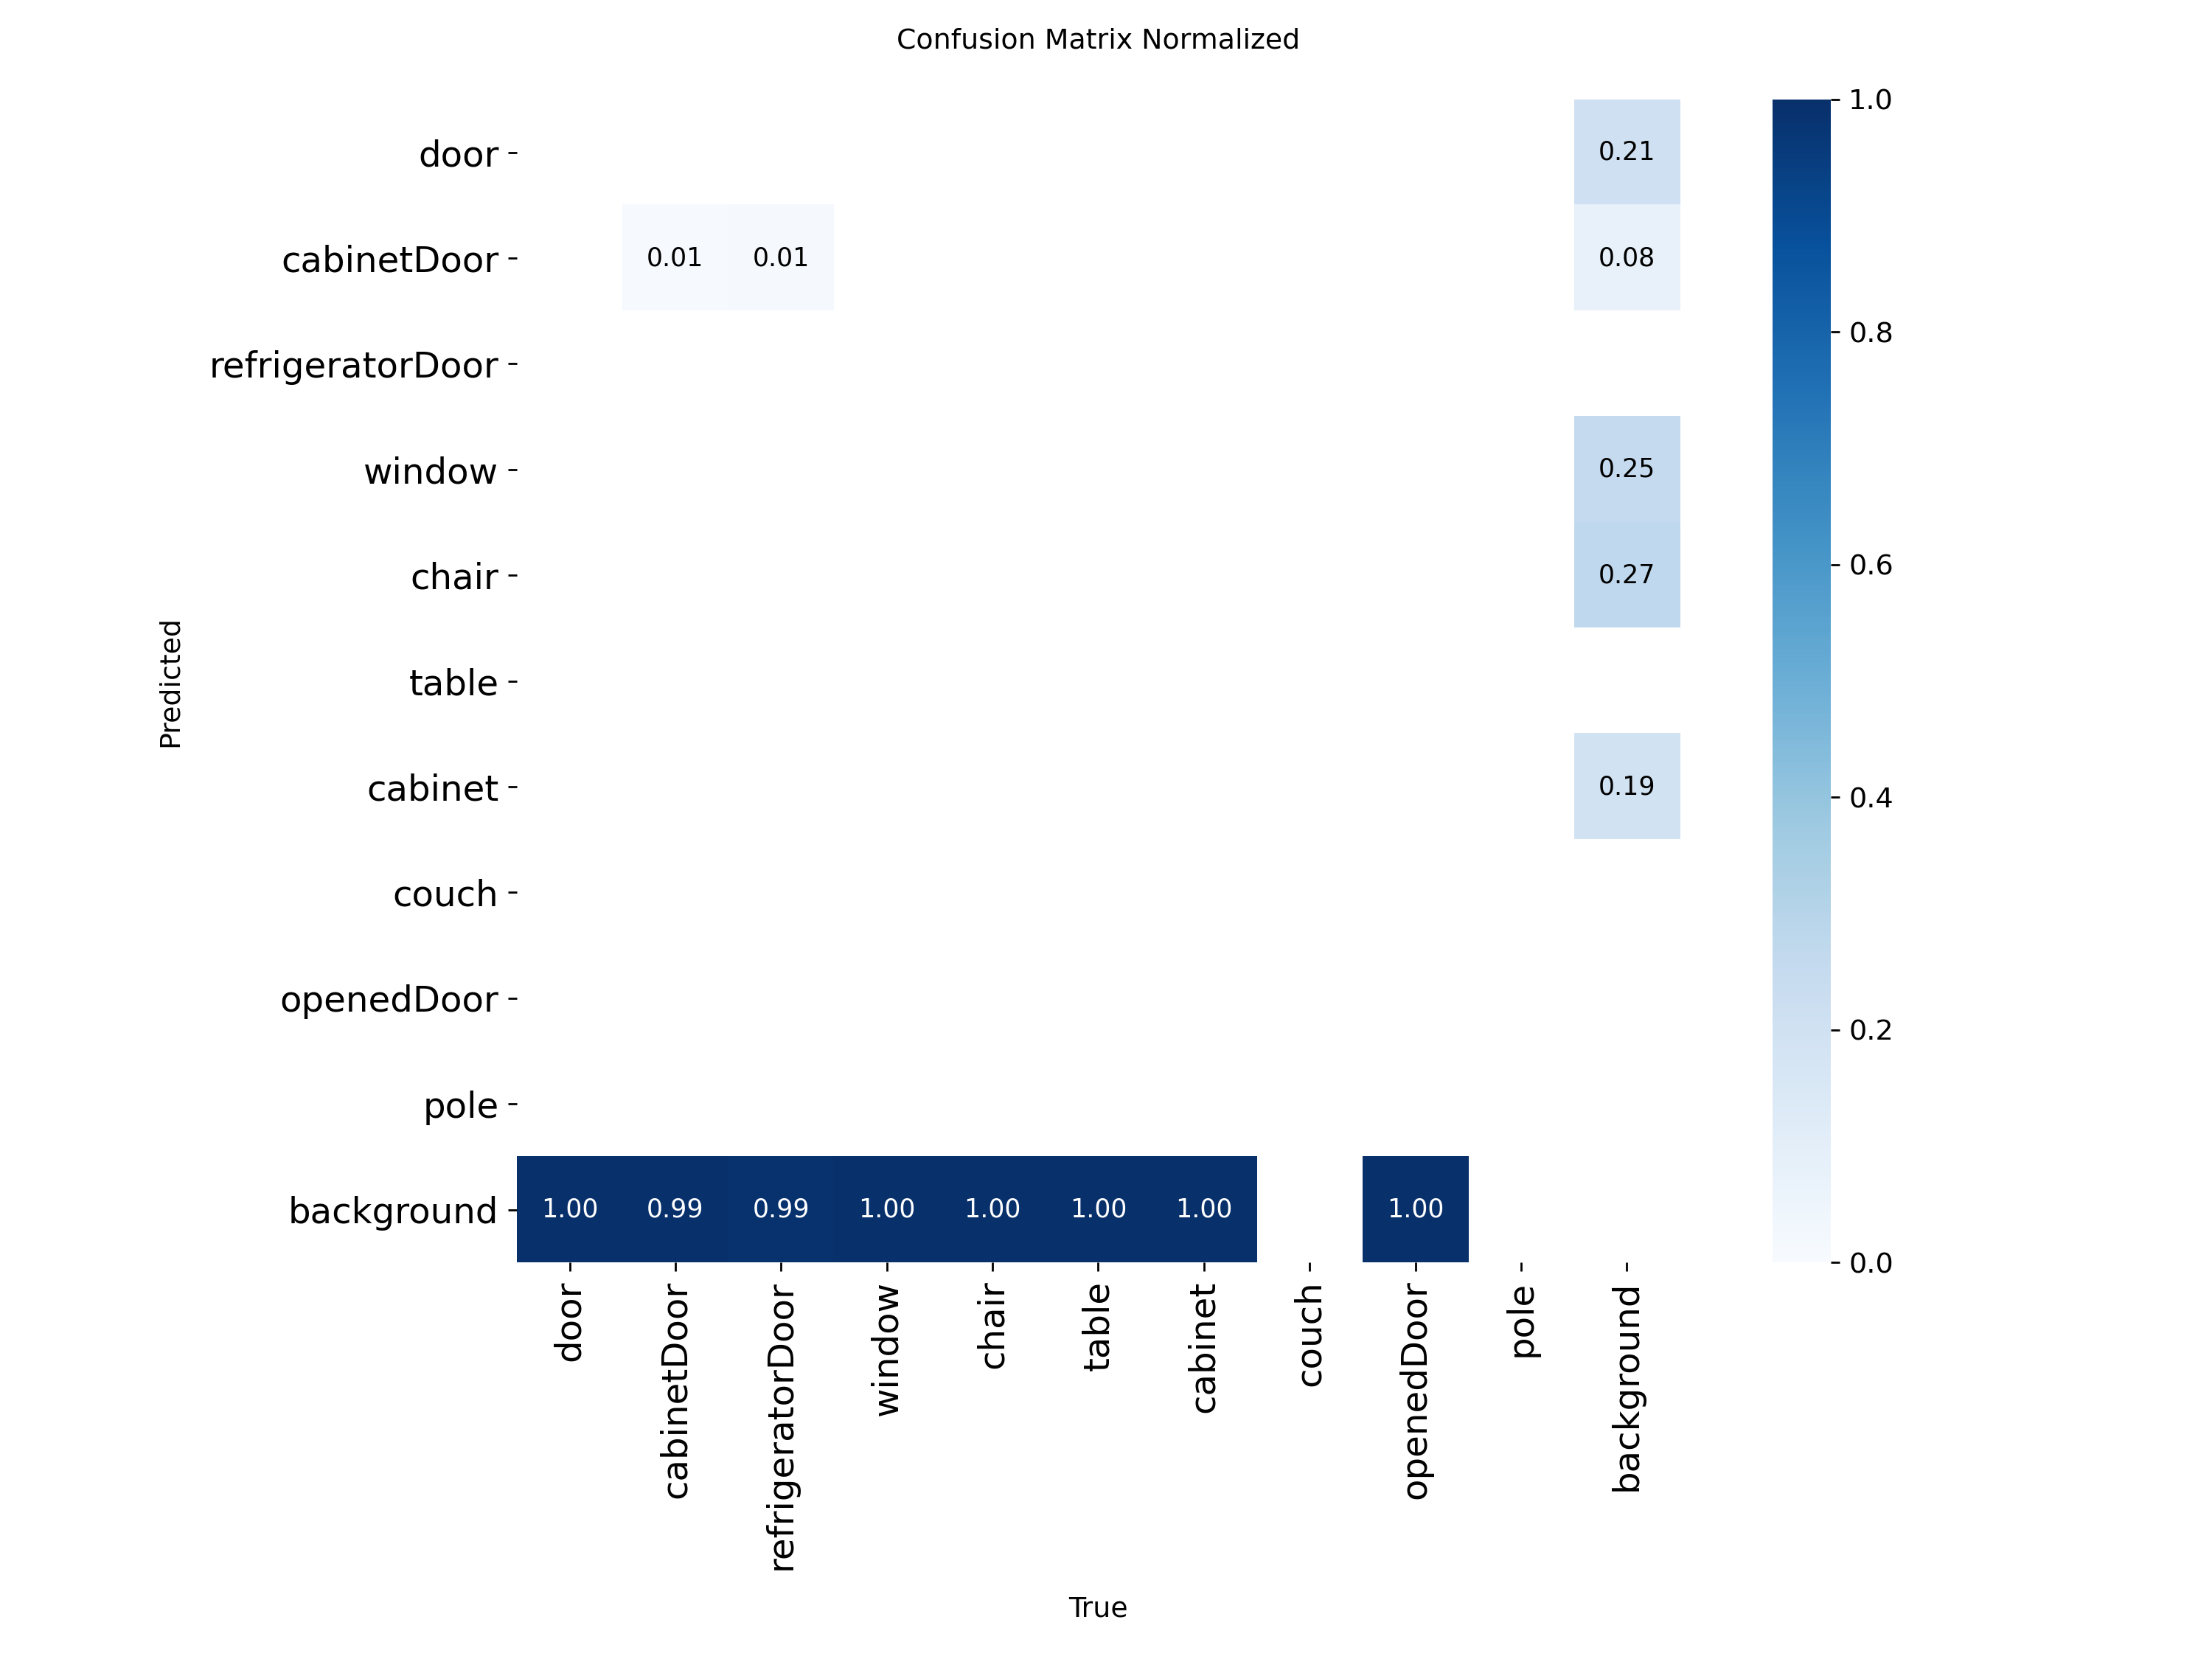 Confusion Matrix Normalized
door
0.21
1.0
cabinetDoor
0.01 0.01 0.08
0.8
refrigeratorDoor
window
0.25
chair
0.27
0.6
Predicted
table
cabinet
0.19
0.4
couch
openedDoor
0.2
pole
background
1.00 0.99 0.99 1.00 1.00 1.00 1.00 1.00
0.0
door
cabinetDoor
refrigeratorDoor
window
chair
table
cabinet
couch
openedDoor
pole
background
True